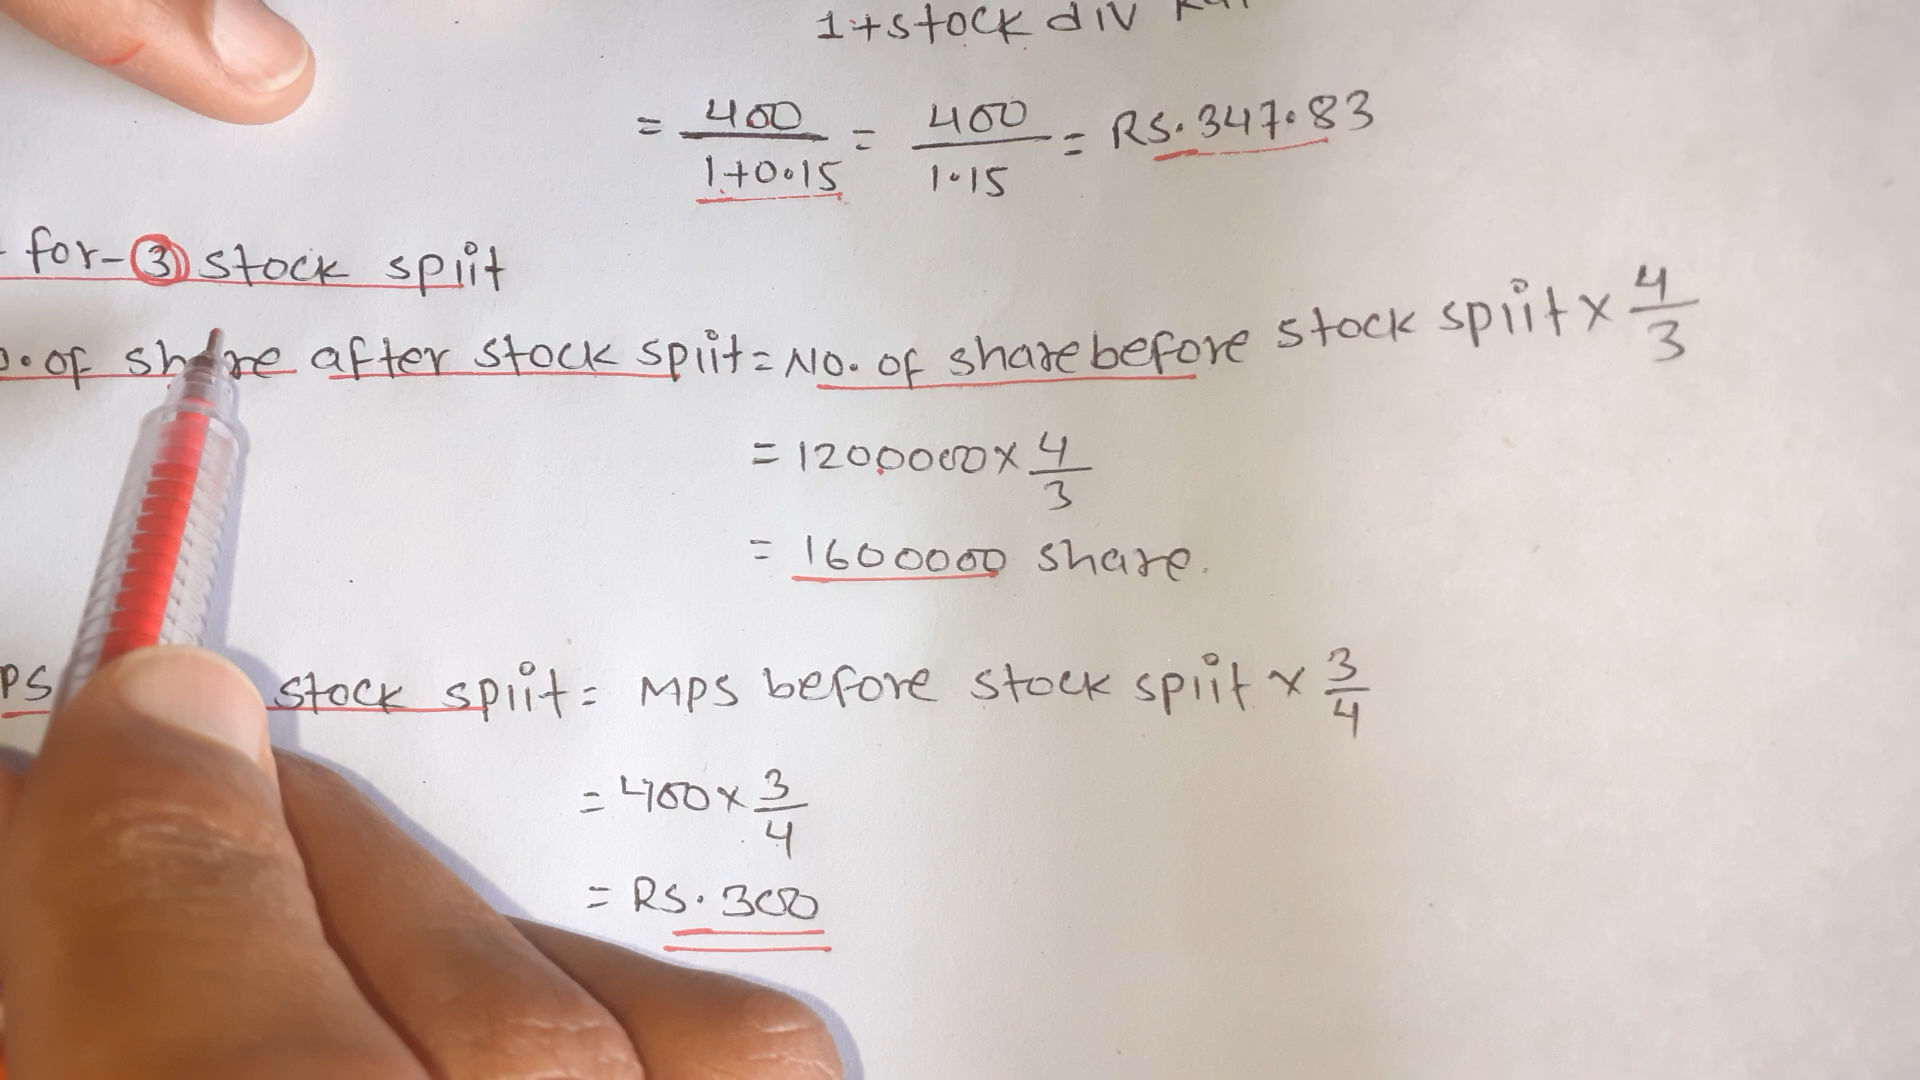 1+stock div
= 400/1+0.15 = 400/1.15 = Rs.347.83
for-③ stock spiit
of share after stock spiit = No. of share before stock spiit × 4/3
= 1200000 × 4/3
= 1600000 share.
PS stock spiit = MPS before stock spiit × 3/4
= 400 × 3/4
= Rs. 300